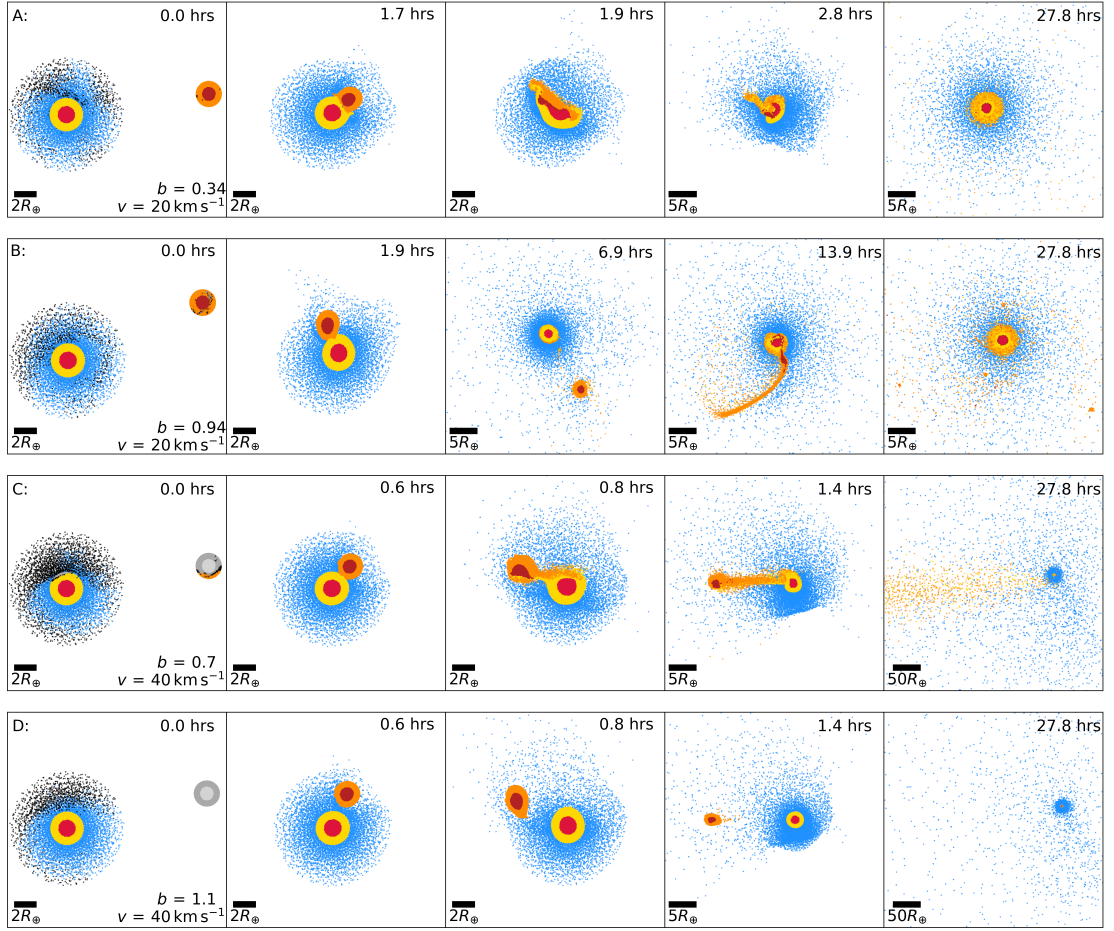 A: 0.0 hrs 1.7 hrs 1.9 hrs 2.8 hrs 27.8 hrs
b = 0.34
2R⊕ v = 20 km s⁻¹ 2R⊕ 2R⊕ 5R⊕ 5R⊕
B: 0.0 hrs 1.9 hrs 6.9 hrs 13.9 hrs 27.8 hrs
b = 0.94
2R⊕ v = 20 km s⁻¹ 2R⊕ 5R⊕ 5R⊕ 5R⊕
C: 0.0 hrs 0.6 hrs 0.8 hrs 1.4 hrs 27.8 hrs
b = 0.7
2R⊕ v = 40 km s⁻¹ 2R⊕ 2R⊕ 5R⊕ 50R⊕
D: 0.0 hrs 0.6 hrs 0.8 hrs 1.4 hrs 27.8 hrs
b = 1.1
2R⊕ v = 40 km s⁻¹ 2R⊕ 2R⊕ 5R⊕ 50R⊕